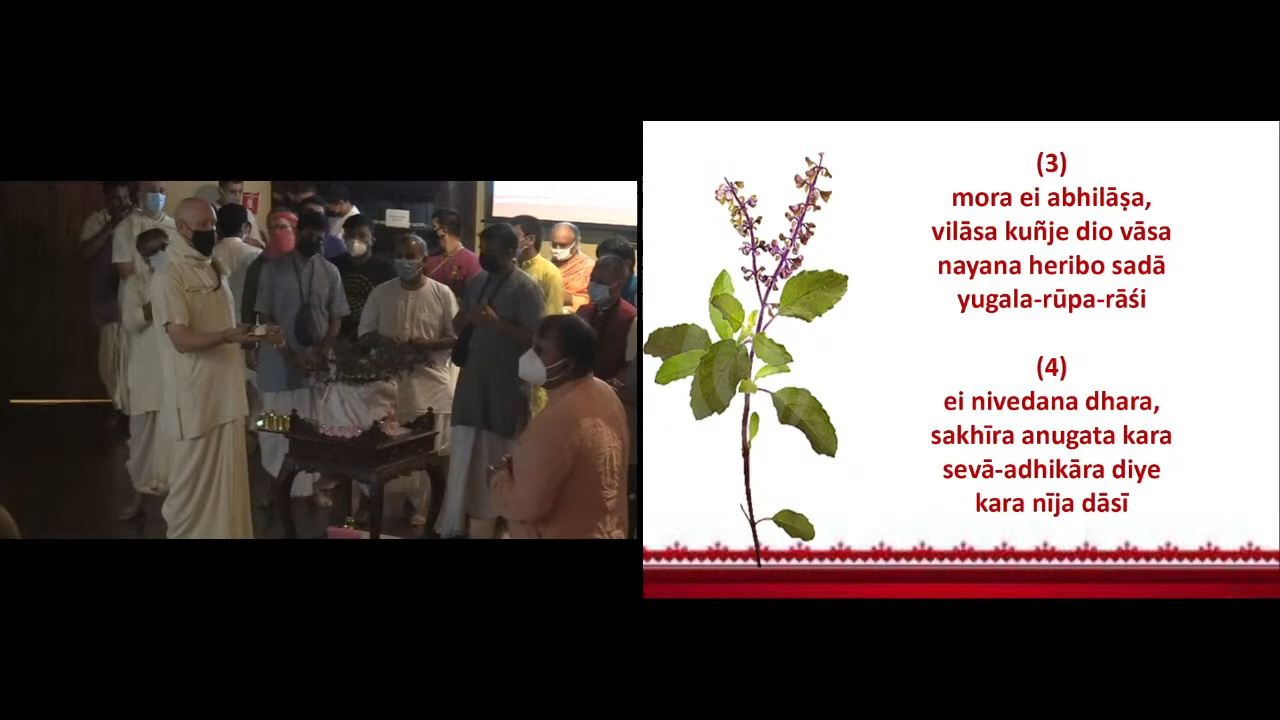 (3)
mora ei abhilāṣa,
vilāsa kuñje dio vāsa
nayana heribo sadā
yugala-rūpa-rāśi
(4)
ei nivedana dhara,
sakhīra anugata kara
sevā-adhikāra diye
kara nīja dāsī